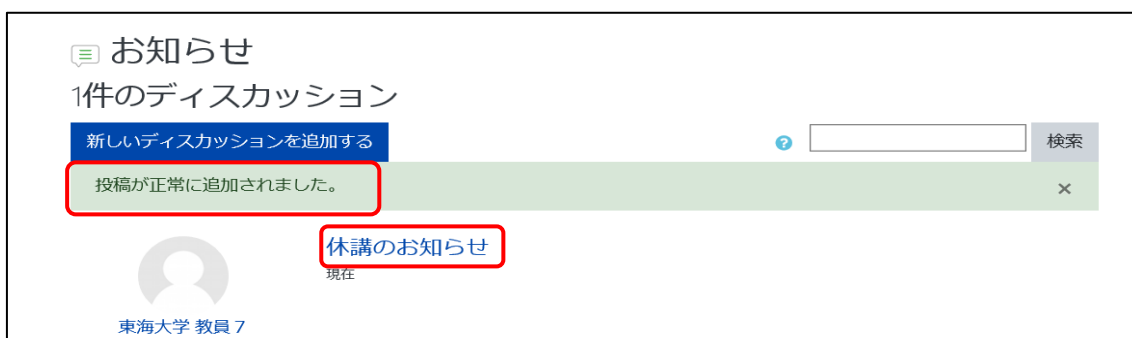 お知らせ
1件のディスカッション
新しいディスカッションを追加する
検索
投稿が正常に追加されました。
休講のお知らせ
現在
東海大学 教員 7